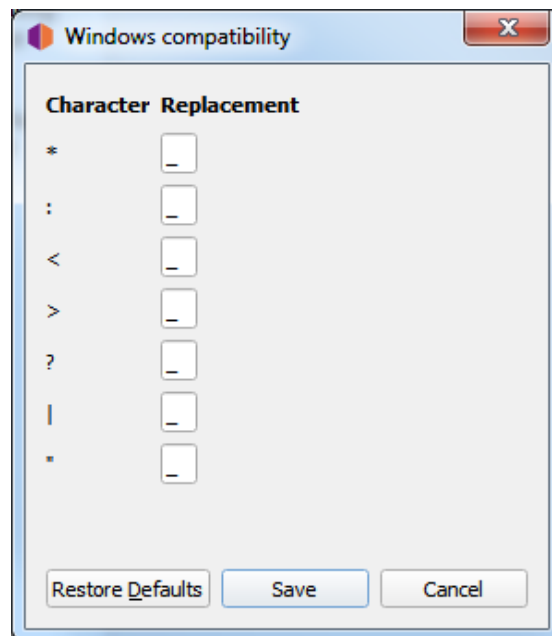 Windows compatibility
Character Replacement
* _
: _
< _
> _
? _
| _
" _
Restore Defaults Save Cancel